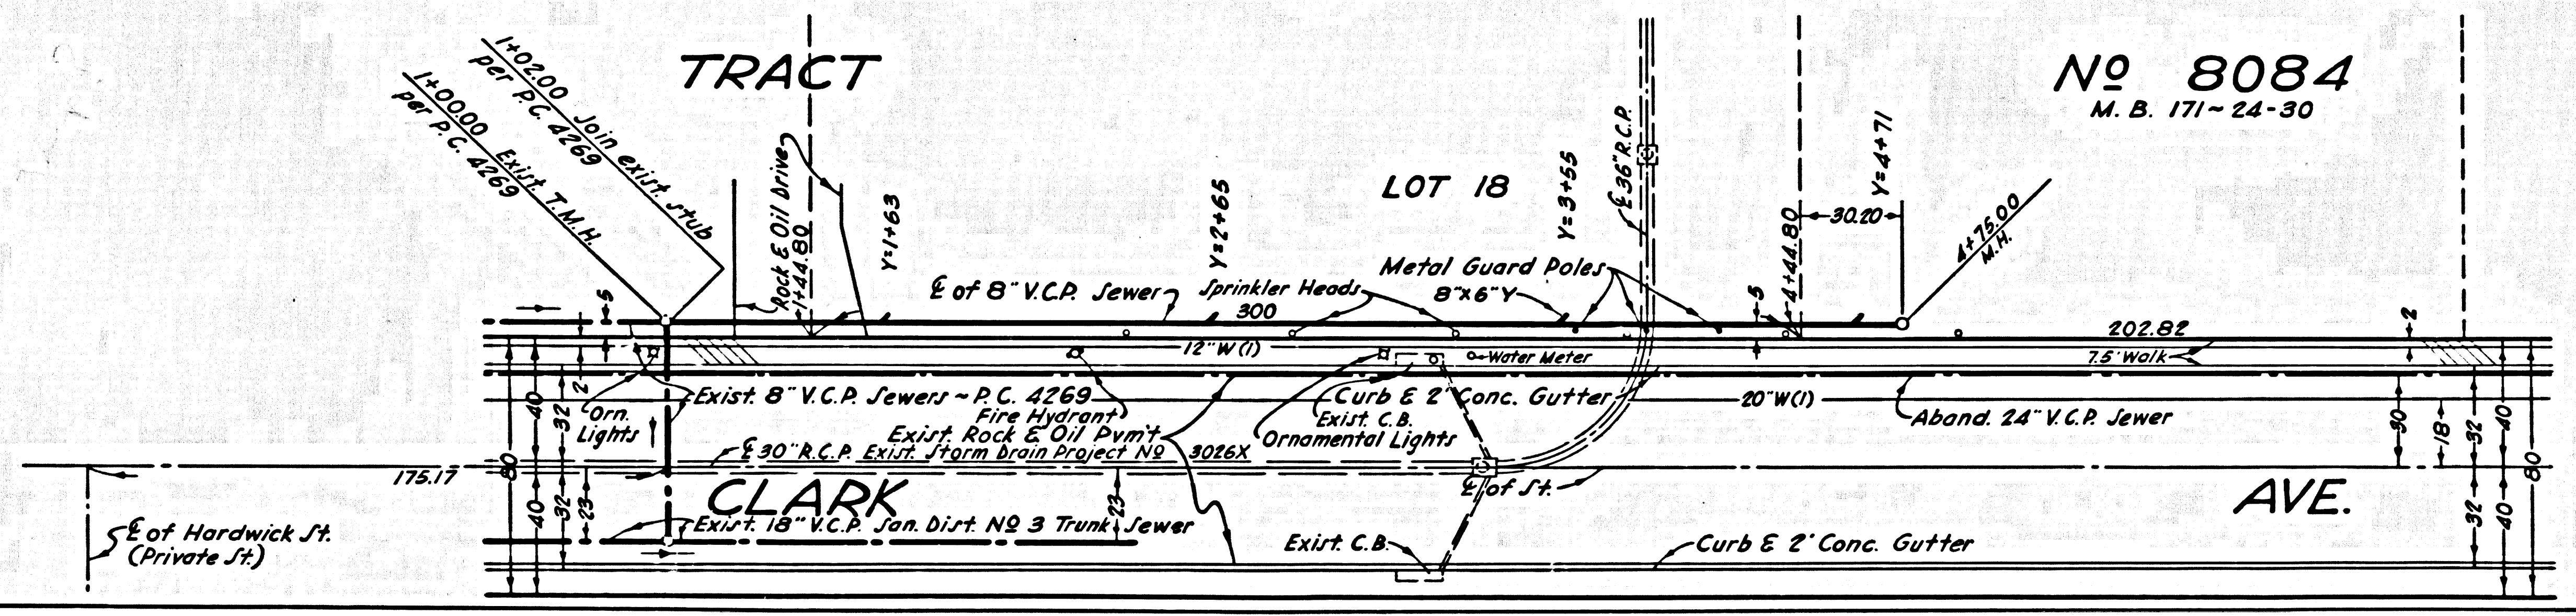 TRACT
Nº 8084
M. B. 171~24-30
1+02.00 Join exist. stub
per P.C. 4269
1+00.00 Exist. T.M.H.
per P.C. 4269
Rock & Oil Drive
1+44.80
Y=1+63
Y=2+65
LOT 18
Y=3+55
℄ 36" R.C.P.
4+44.80
30.20
Y=4+71
4+75.00
M.H.
℄ of 8" V.C.P. Sewer
Sprinkler Heads
300
Metal Guard Poles
8"x6" Y
5
5
2
202.82
12" W (1)
Water Meter
7.5' Walk
2
Orn.
Lights
Exist. 8" V.C.P. Sewers ~ P.C. 4269
Fire Hydrant
Exist. Rock & Oil Pvm't
Curb & 2' Conc. Gutter
Exist. C.B.
Ornamental Lights
20" W (1)
Aband. 24" V.C.P. Sewer
℄ 30" R.C.P. Exist. Storm Drain Project Nº 3026X
175.17
80
40
32
40
32
23
23
30
18
32
40
80
32
40
CLARK
AVE.
℄ of St.
℄ of Hardwick St.
(Private St.)
Exist. 18" V.C.P. San. Dist. Nº 3 Trunk Sewer
Exist. C.B.
Curb & 2' Conc. Gutter